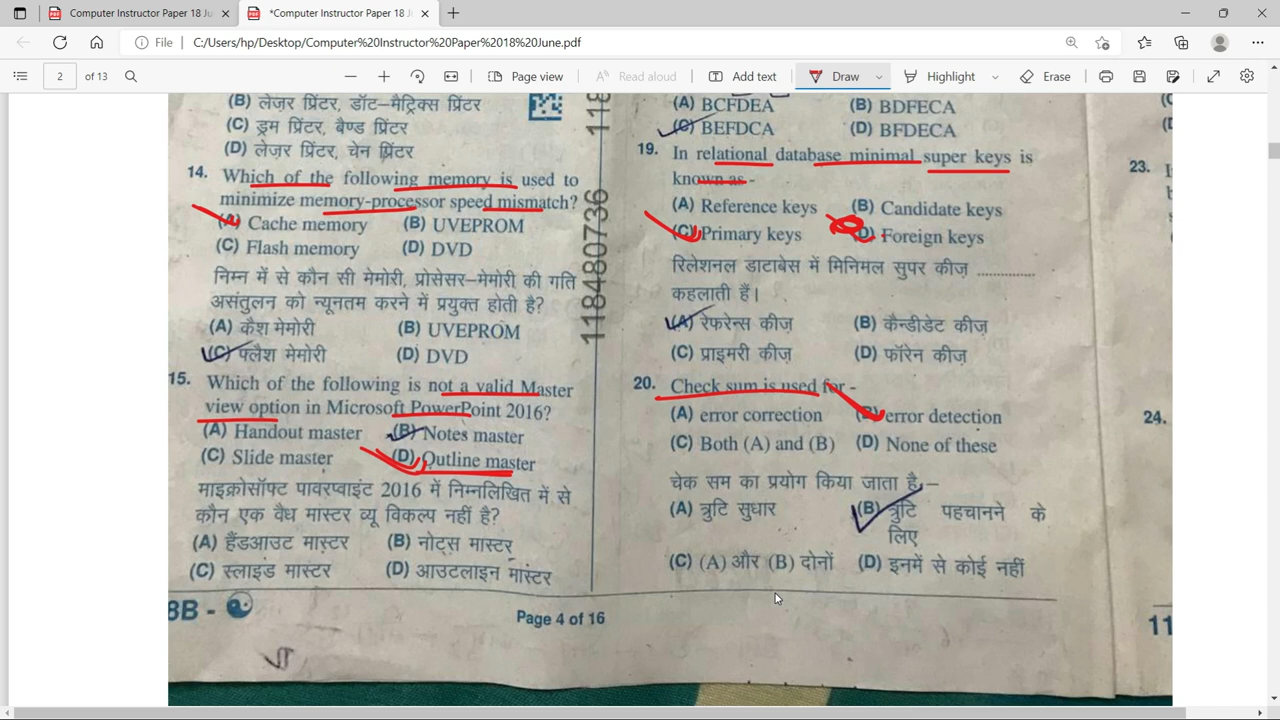 Computer Instructor Paper 18 Ju
*Computer Instructor Paper 18 J
File
C:/Users/hp/Desktop/Computer%20Instructor%20Paper%2018%20June.pdf
2 of 13
Page view
Read aloud
Add text
Draw
Highlight
Erase
(B) लेज़र प्रिंटर, डॉट–मैट्रिक्स प्रिंटर
(C) ड्रम प्रिंटर, बैण्ड प्रिंटर
(D) लेज़र प्रिंटर, चेन प्रिंटर
14. Which of the following memory is used to
minimize memory-processor speed mismatch?
(A) Cache memory (B) UVEPROM
(C) Flash memory (D) DVD
निम्न में से कौन सी मेमोरी, प्रोसेसर–मेमोरी की गति
असंतुलन को न्यूनतम करने में प्रयुक्त होती है?
(A) कैश मेमोरी (B) UVEPROM
(C) फ्लैश मेमोरी (D) DVD
15. Which of the following is not a valid Master
view option in Microsoft PowerPoint 2016?
(A) Handout master (B) Notes master
(C) Slide master (D) Outline master
माइक्रोसॉफ्ट पावरप्वाइंट 2016 में निम्नलिखित में से
कौन एक वैध मास्टर व्यू विकल्प नहीं है?
(A) हैंडआउट मास्टर (B) नोट्स मास्टर
(C) स्लाइड मास्टर (D) आउटलाइन मास्टर
8B -
Page 4 of 16
118480736 118
(A) BCFDEA (B) BDFECA
(C) BEFDCA (D) BFDECA
19. In relational database minimal super keys is
known as -
(A) Reference keys (B) Candidate keys
(C) Primary keys (D) Foreign keys
रिलेशनल डाटाबेस में मिनिमल सुपर कीज़ ..............
कहलाती हैं।
(A) रेफरेन्स कीज़ (B) कैन्डीडेट कीज़
(C) प्राइमरी कीज़ (D) फॉरेन कीज़
20. Check sum is used for -
(A) error correction (B) error detection
(C) Both (A) and (B) (D) None of these
चेक सम का प्रयोग किया जाता है –
(A) त्रुटि सुधार (B) त्रुटि पहचानने के
लिए
(C) (A) और (B) दोनों (D) इनमें से कोई नहीं
23.
24.
11